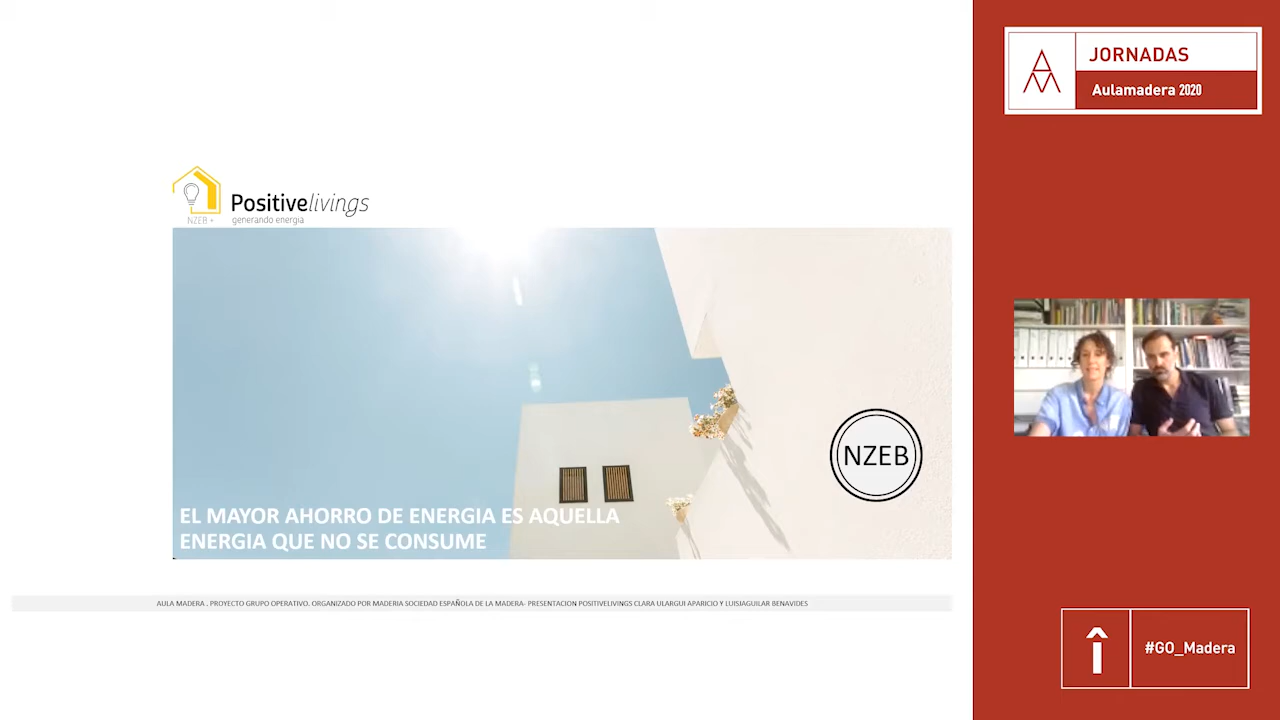 JORNADAS
Aulamadera 2020
Positivelivings
NZEB +
generando energía
NZEB
EL MAYOR AHORRO DE ENERGIA ES AQUELLA
ENERGIA QUE NO SE CONSUME
AULA MADERA . PROYECTO GRUPO OPERATIVO. ORGANIZADO POR MADERIA SOCIEDAD ESPAÑOLA DE LA MADERA- PRESENTACION POSITIVELIVINGS CLARA ULARGUI APARICIO Y LUISJAGUILAR BENAVIDES
#GO_Madera